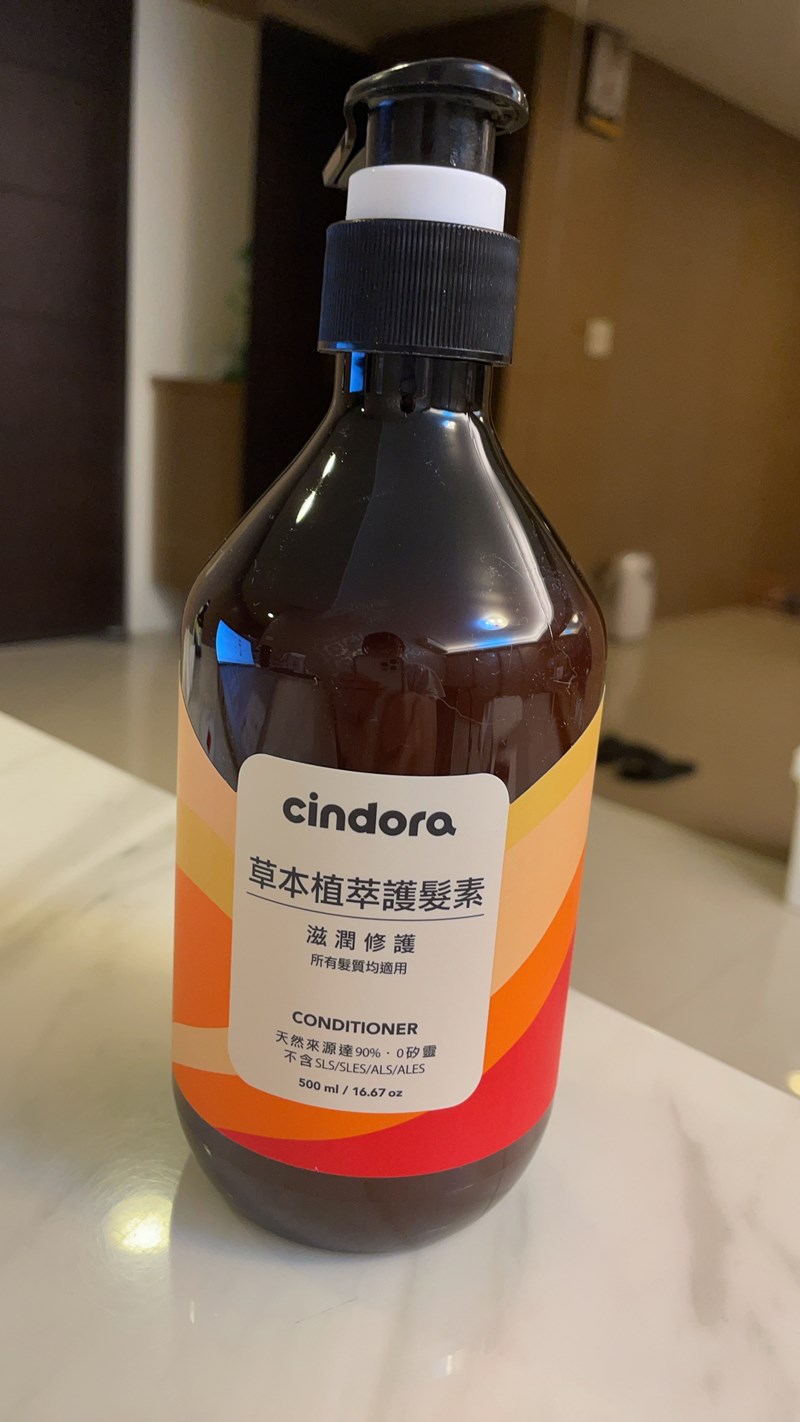 cindora
草本植萃護髮素
滋潤修護
所有髮質均適用
CONDITIONER
天然來源達90%・0矽靈
不含SLS/SLES/ALS/ALES
500 ml / 16.67 oz